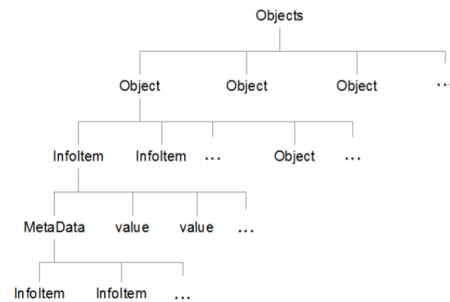 Objects
Object Object Object ...
InfoItem InfoItem ... Object ...
MetaData value value ...
InfoItem InfoItem ...